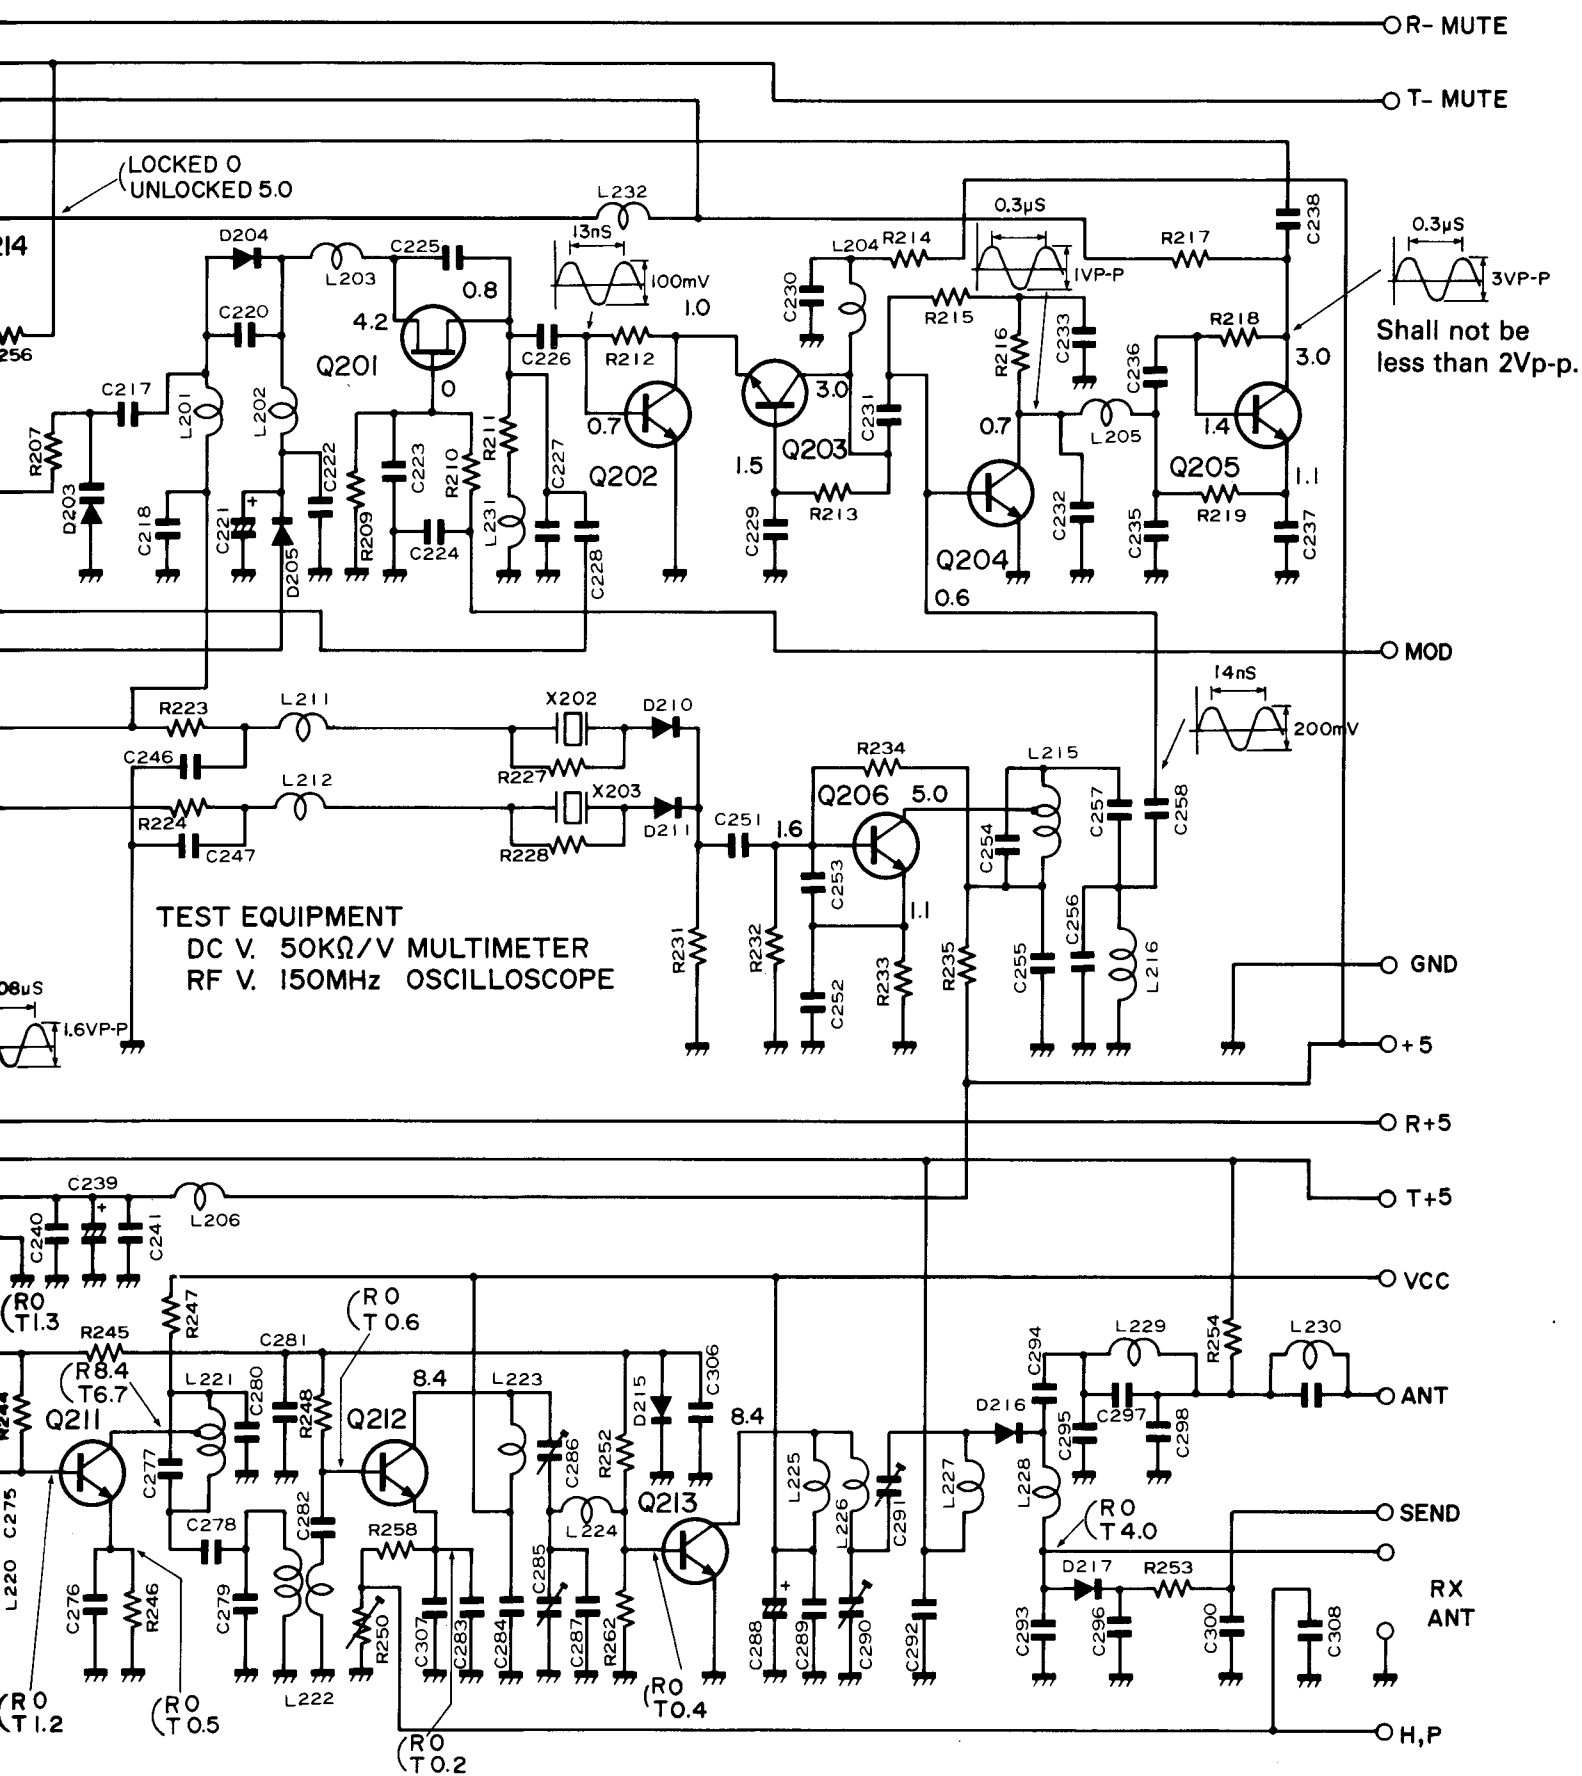 R- MUTE
T- MUTE
LOCKED 0
UNLOCKED 5.0
L232
13nS
100mV
1.0
0.3µS
1VP-P
C238
0.3µS
3VP-P
Shall not be
less than 2Vp-p.
214
D204
L203
C225
0.8
4.2
C220
Q201
0
C226
R212
256
C217
L201
L202
R207
D203
C218
C221
+
D205
C222
R209
C223
R210
C224
R211
L231
C227
C228
0.7
Q202
C230
L204
R214
R215
3.0
C231
Q203
1.5
R213
C229
R216
C233
0.7
L205
C236
R217
R218
3.0
1.4
Q205
1.1
R219
C232
C235
C237
Q204
0.6
MOD
14nS
200mV
R223
L211
C246
L212
R224
C247
X202
D210
R227
X203
D211
R228
C251
1.6
R234
Q206
5.0
L215
C254
C257
C258
C253
1.1
R231
R232
C252
R233
R235
C255
C256
L216
TEST EQUIPMENT
DC V. 50KΩ/V MULTIMETER
RF V. 150MHz OSCILLOSCOPE
08µS
1.6VP-P
GND
+5
R+5
T+5
C239
C240
+
C241
L206
VCC
(R0
T1.3
R247
(R0
T0.6
R245
C281
(R8.4
T6.7
L221
C280
R244
Q211
R248
Q212
8.4
L223
D215
C306
C286
R252
8.4
C277
C275
L220
C278
C282
C276
R246
C279
L222
R258
R250
C307
C283
C284
C285
L224
C287
R262
Q213
L225
L226
C291
+
C288
C289
C290
C292
L227
D216
C294
L229
R254
L230
ANT
C295
C297
C298
L228
(R0
T4.0
SEND
D217
R253
RX
ANT
C293
C296
C300
C308
(R0
T1.2
(R0
T0.5
(R0
T0.2
(R0
T0.4
H,P